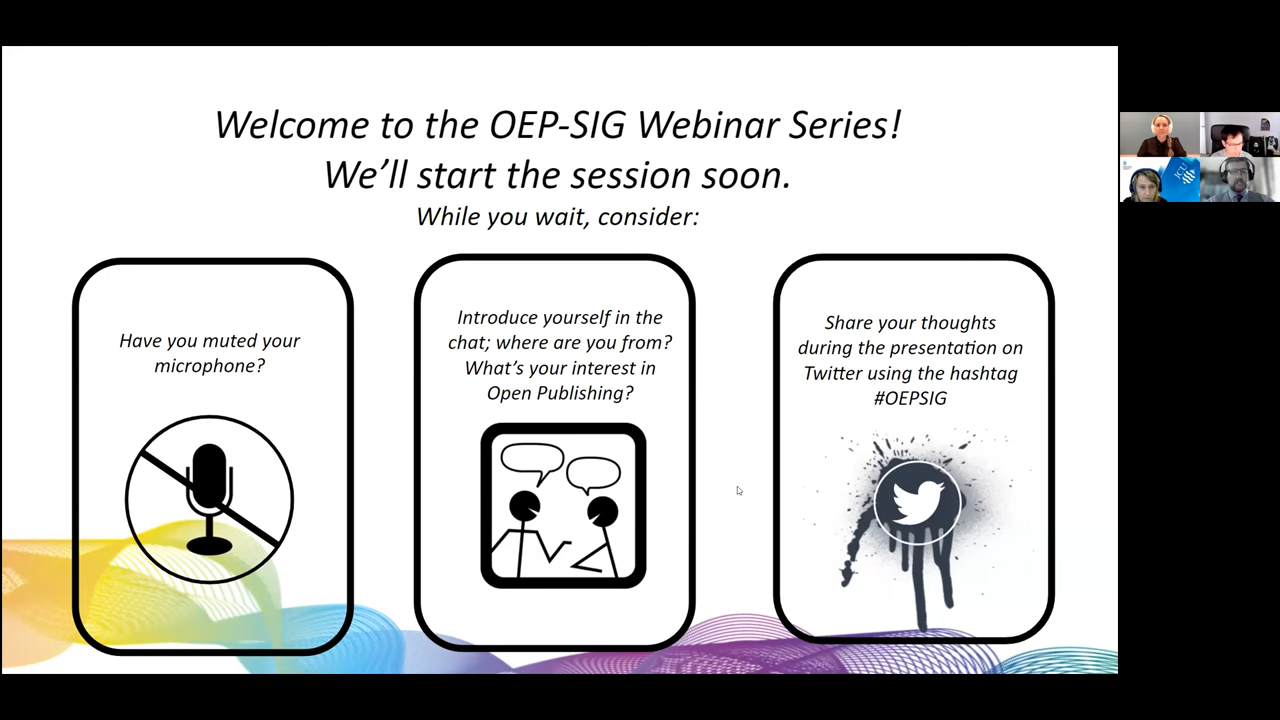 Welcome to the OEP-SIG Webinar Series!
We'll start the session soon.
While you wait, consider:
Have you muted your
microphone?
Introduce yourself in the
chat; where are you from?
What's your interest in
Open Publishing?
Share your thoughts
during the presentation on
Twitter using the hashtag
#OEPSIG
JCU